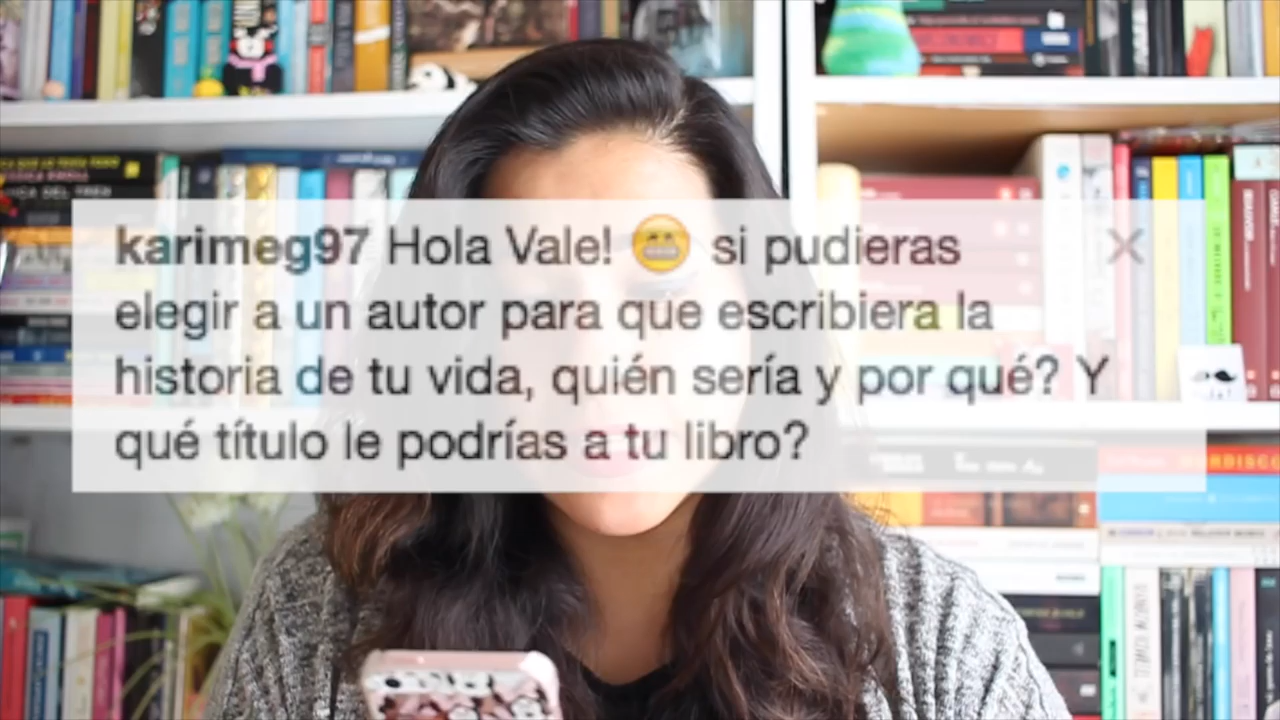 karimeg97 Hola Vale! 😬 si pudieras
elegir a un autor para que escribiera la
historia de tu vida, quién sería y por qué? Y
qué título le podrías a tu libro?